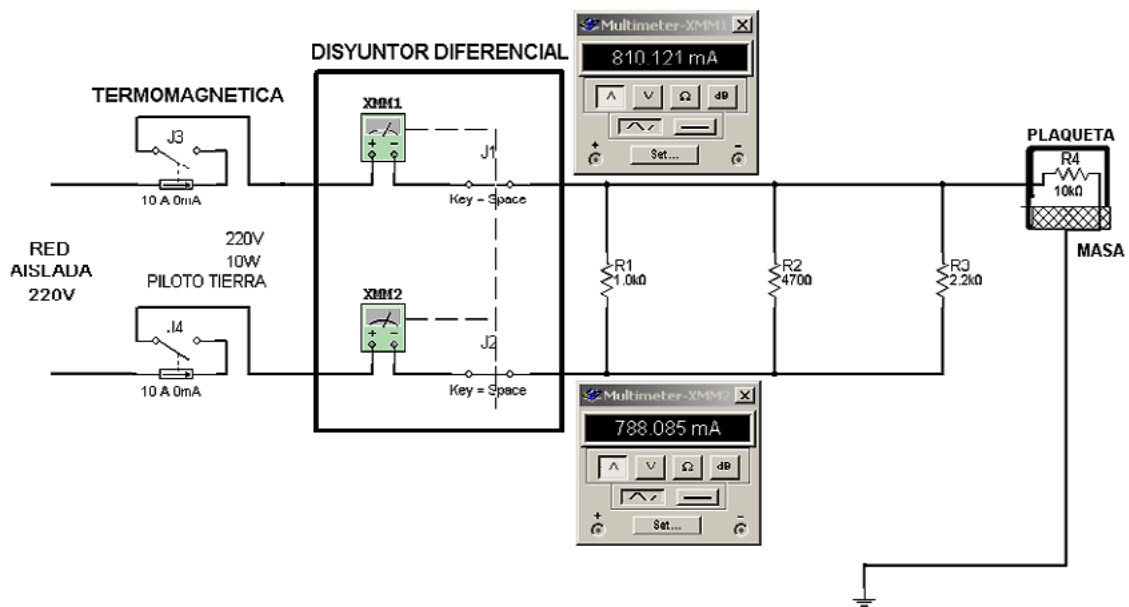 DISYUNTOR DIFERENCIAL
Multimeter-XMM1
810.121 mA
A V Ω dB
+ -
Set...
TERMOMAGNETICA
XMM1
+ -
J3
J1
10 A 0mA
Key = Space
PLAQUETA
R4
10kΩ
MASA
RED
AISLADA
220V
220V
10W
PILOTO TIERRA
R1
1.0kΩ
R2
470Ω
R3
2.2kΩ
XMM2
+ -
J4
J2
10 A 0mA
Key = Space
Multimeter-XMM2
788.085 mA
A V Ω dB
+ -
Set...